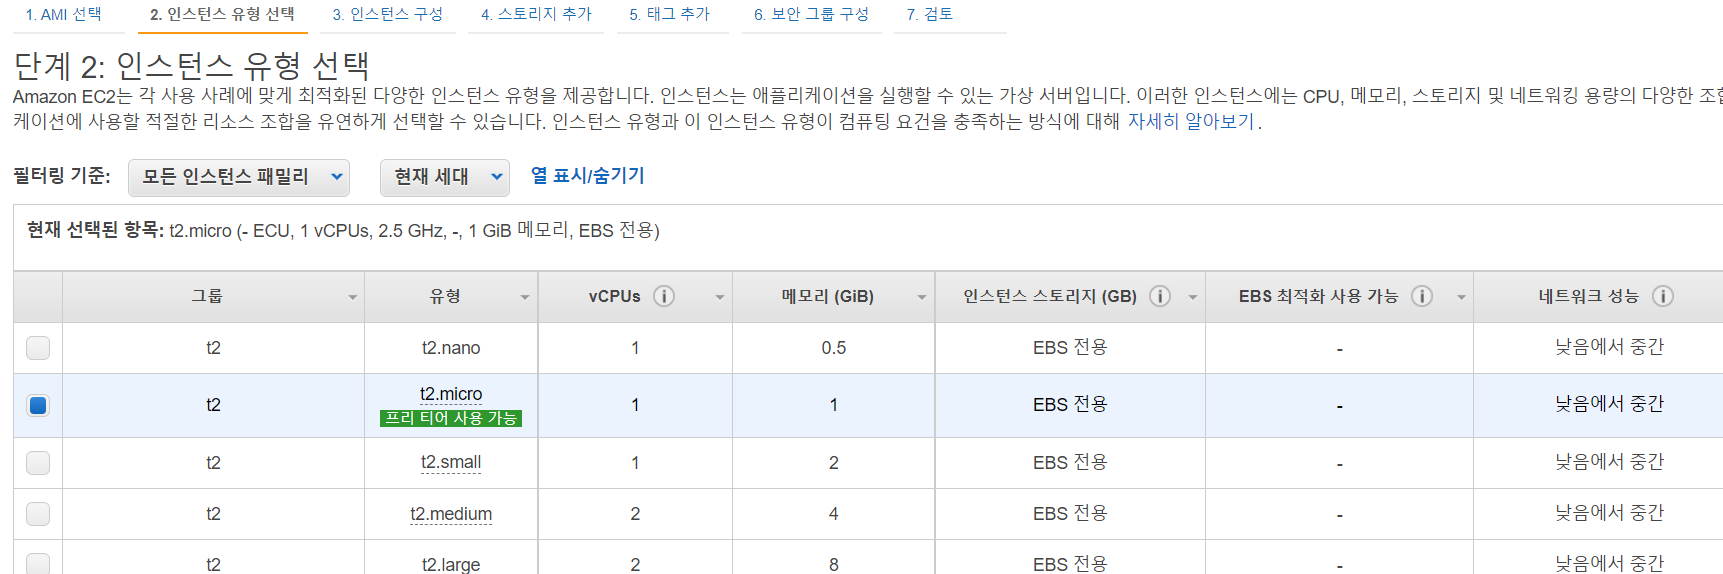 1. AMI 선택 2. 인스턴스 유형 선택 3. 인스턴스 구성 4. 스토리지 추가 5. 태그 추가 6. 보안 그룹 구성 7. 검토
단계 2: 인스턴스 유형 선택
Amazon EC2는 각 사용 사례에 맞게 최적화된 다양한 인스턴스 유형을 제공합니다. 인스턴스는 애플리케이션을 실행할 수 있는 가상 서버입니다. 이러한 인스턴스에는 CPU, 메모리, 스토리지 및 네트워킹 용량의 다양한
케이션에 사용할 적절한 리소스 조합을 유연하게 선택할 수 있습니다. 인스턴스 유형과 이 인스턴스 유형이 컴퓨팅 요건을 충족하는 방식에 대해 자세히 알아보기.
필터링 기준: 모든 인스턴스 패밀리 현재 세대 열 표시/숨기기
현재 선택된 항목: t2.micro (- ECU, 1 vCPUs, 2.5 GHz, -, 1 GiB 메모리, EBS 전용)
그룹 유형 vCPUs 메모리 (GiB) 인스턴스 스토리지 (GB) EBS 최적화 사용 가능 네트워크 성능
t2 t2.nano 1 0.5 EBS 전용 - 낮음에서 중간
t2 t2.micro 1 1 EBS 전용 - 낮음에서 중간
프리 티어 사용 가능
t2 t2.small 1 2 EBS 전용 - 낮음에서 중간
t2 t2.medium 2 4 EBS 전용 - 낮음에서 중간
t2 t2.large 2 8 EBS 전용 - 낮음에서 중간